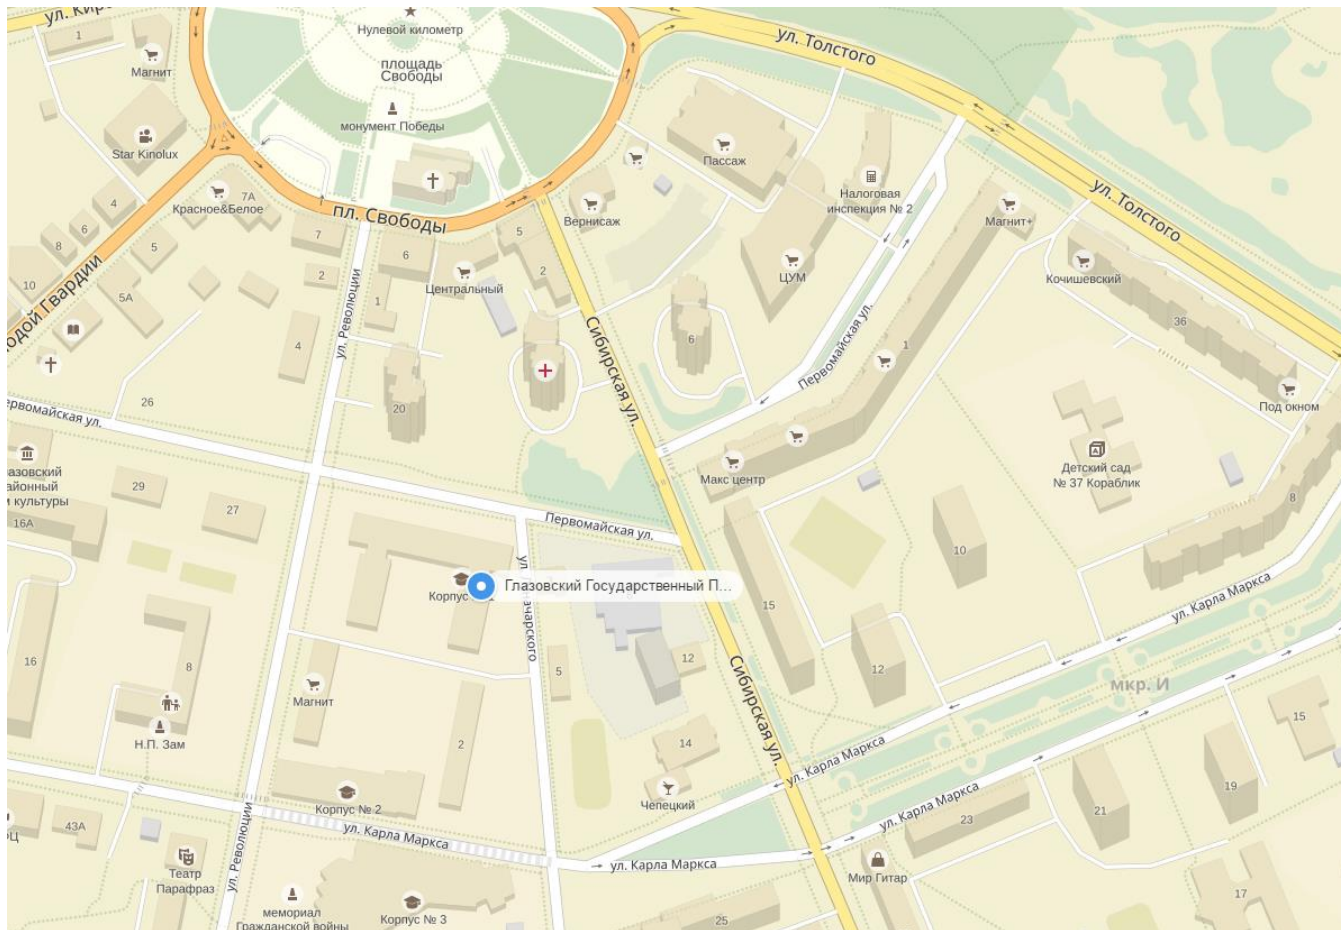 ул. Кир
Нулевой километр
ул. Толстого
1
Магнит
площадь
Свободы
монумент Победы
Star Kinolux
Пассаж
Налоговая
инспекция № 2
ул. Толстого
4
7А
Красное&Белое
пл. Свободы
Вернисаж
Магнит+
6
8
5
7
6
5
2
Центральный
ЦУМ
Кочишевский
10
5А
2
1
36
одой Гвардии
ул. Революции
4
Сибирская ул.
6
Первомайская ул.
1
26
20
Под окном
ервомайская ул.
лазовский
айонный
м культуры
29
27
16А
Макс центр
Детский сад
№ 37 Кораблик
8
Первомайская ул.
10
Глазовский Государственный П...
Корпус
15
ул. Карла Маркса
16
8
5
12
12
Сибирская ул.
мкр. И
Магнит
Н.П. Зам
2
14
15
ул. Карла Маркса
Чепецкий
Корпус № 2
ул. Карла Маркса
19
21
23
43А
ул. Революции
ул. Карла Маркса
ул. Карла Маркса
Театр
Парафраз
Мир Гитар
17
мемориал
Гражданской войны
Корпус № 3
25